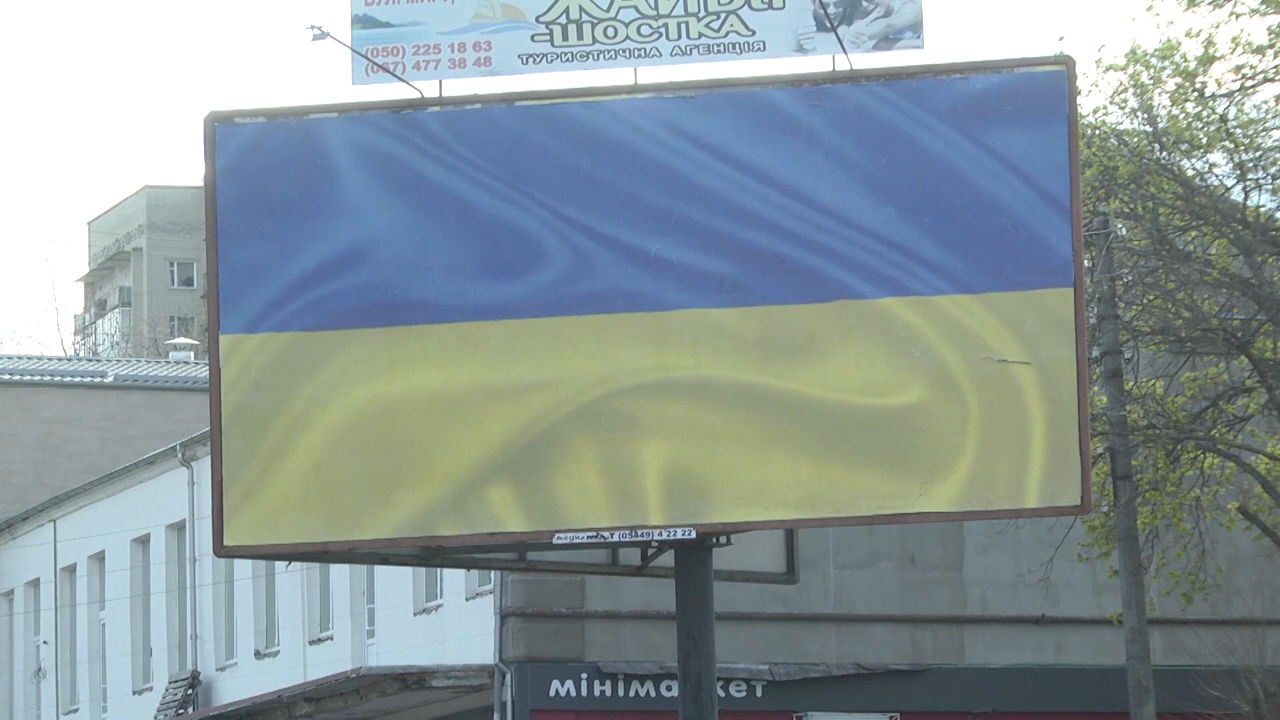 (050) 225 18 63
(067) 477 38 48
-ШОСТКА
ТУРИСТИЧНА АГЕНЦІЯ
(05449) 4 22 22
мінімаркет